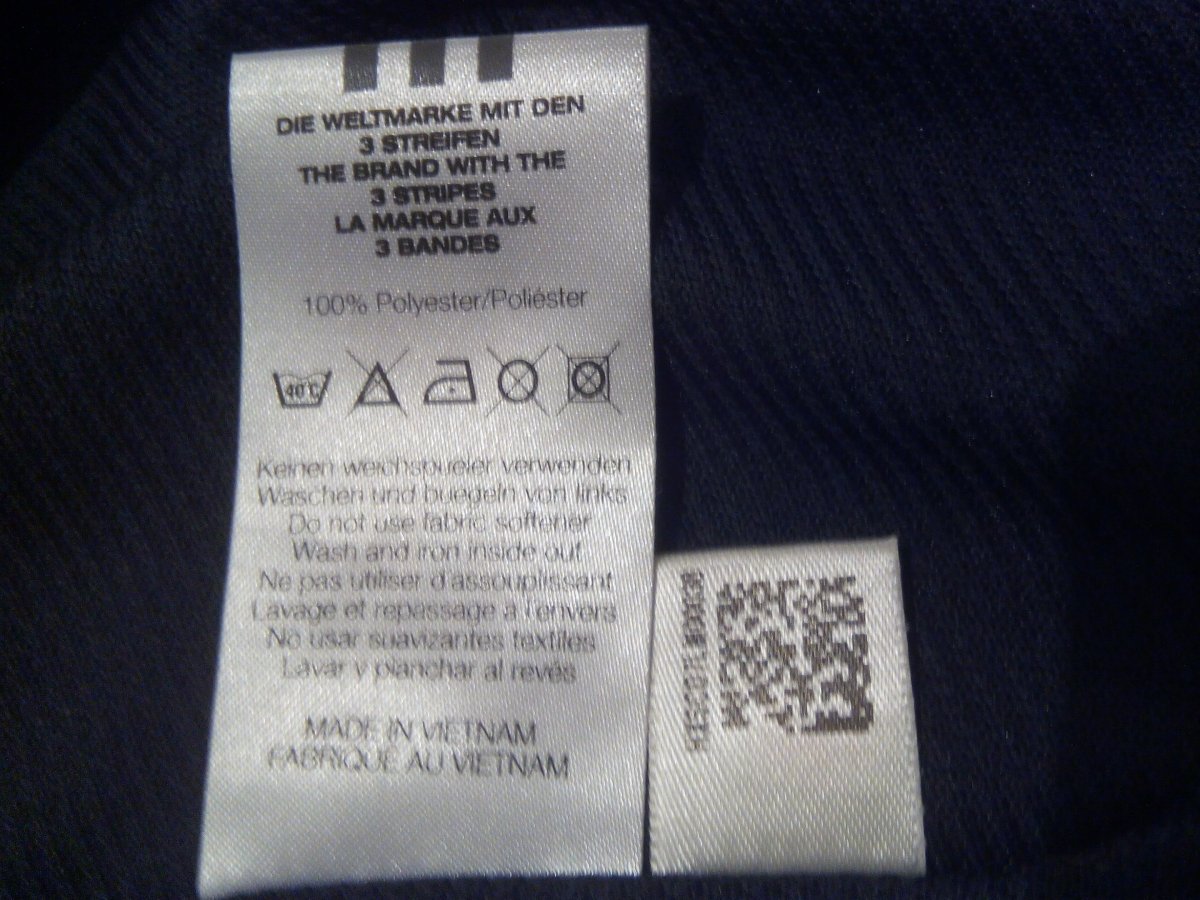 DIE WELTMARKE MIT DEN
3 STREIFEN
THE BRAND WITH THE
3 STRIPES
LA MARQUE AUX
3 BANDES
100% Polyester/Poliéster
40°C
Keinen weichspueler verwenden
Waschen und buegeln von links
Do not use fabric softener
Wash and iron inside out
Ne pas utiliser d'assouplissant
Lavage et repassage a l'envers
No usar suavizantes textiles
Lavar y planchar al revés
MADE IN VIETNAM
FABRIQUE AU VIETNAM